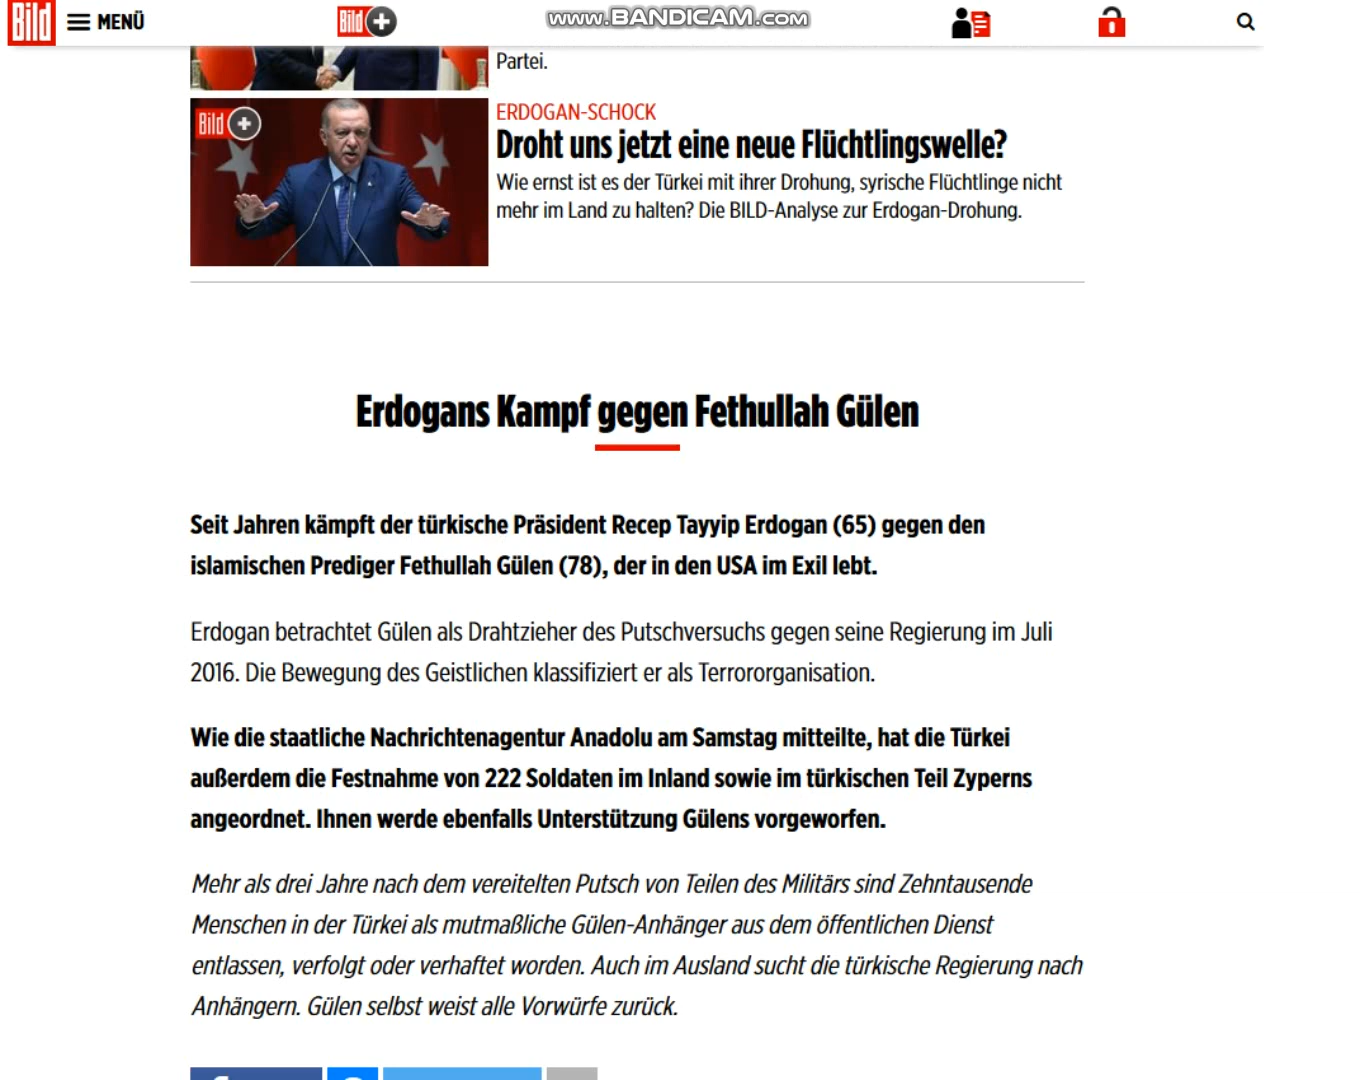 Bild
MENÜ
Bild +
www.BANDICAM.com
Partei.
Bild +
ERDOGAN-SCHOCK
Droht uns jetzt eine neue Flüchtlingswelle?
Wie ernst ist es der Türkei mit ihrer Drohung, syrische Flüchtlinge nicht
mehr im Land zu halten? Die BILD-Analyse zur Erdogan-Drohung.
Erdogans Kampf gegen Fethullah Gülen
Seit Jahren kämpft der türkische Präsident Recep Tayyip Erdogan (65) gegen den
islamischen Prediger Fethullah Gülen (78), der in den USA im Exil lebt.
Erdogan betrachtet Gülen als Drahtzieher des Putschversuchs gegen seine Regierung im Juli
2016. Die Bewegung des Geistlichen klassifiziert er als Terrororganisation.
Wie die staatliche Nachrichtenagentur Anadolu am Samstag mitteilte, hat die Türkei
außerdem die Festnahme von 222 Soldaten im Inland sowie im türkischen Teil Zyperns
angeordnet. Ihnen werde ebenfalls Unterstützung Gülens vorgeworfen.
Mehr als drei Jahre nach dem vereitelten Putsch von Teilen des Militärs sind Zehntausende
Menschen in der Türkei als mutmaßliche Gülen-Anhänger aus dem öffentlichen Dienst
entlassen, verfolgt oder verhaftet worden. Auch im Ausland sucht die türkische Regierung nach
Anhängern. Gülen selbst weist alle Vorwürfe zurück.